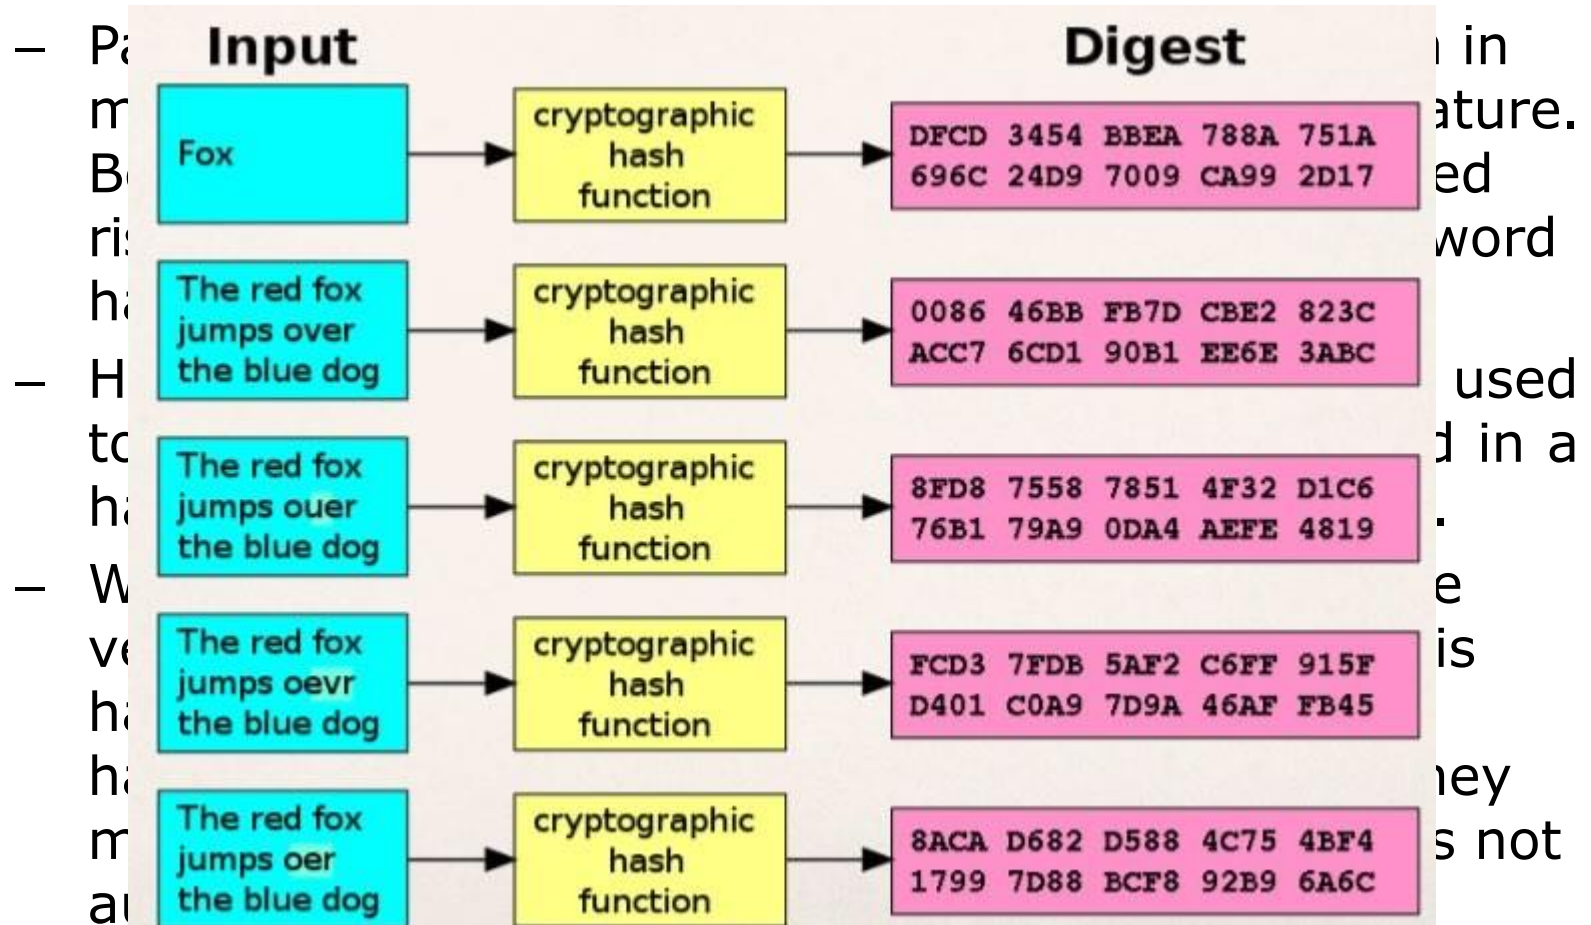 Input Digest
Fox
cryptographic
hash
function
DFCD 3454 BBEA 788A 751A
696C 24D9 7009 CA99 2D17
The red fox
jumps over
the blue dog
cryptographic
hash
function
0086 46BB FB7D CBE2 823C
ACC7 6CD1 90B1 EE6E 3ABC
The red fox
jumps ouer
the blue dog
cryptographic
hash
function
8FD8 7558 7851 4F32 D1C6
76B1 79A9 0DA4 AEFE 4819
The red fox
jumps oevr
the blue dog
cryptographic
hash
function
FCD3 7FDB 5AF2 C6FF 915F
D401 C0A9 7D9A 46AF FB45
The red fox
jumps oer
the blue dog
cryptographic
hash
function
8ACA D682 D588 4C75 4BF4
1799 7D88 BCF8 92B9 6A6C
in
word
used
in a
is
not